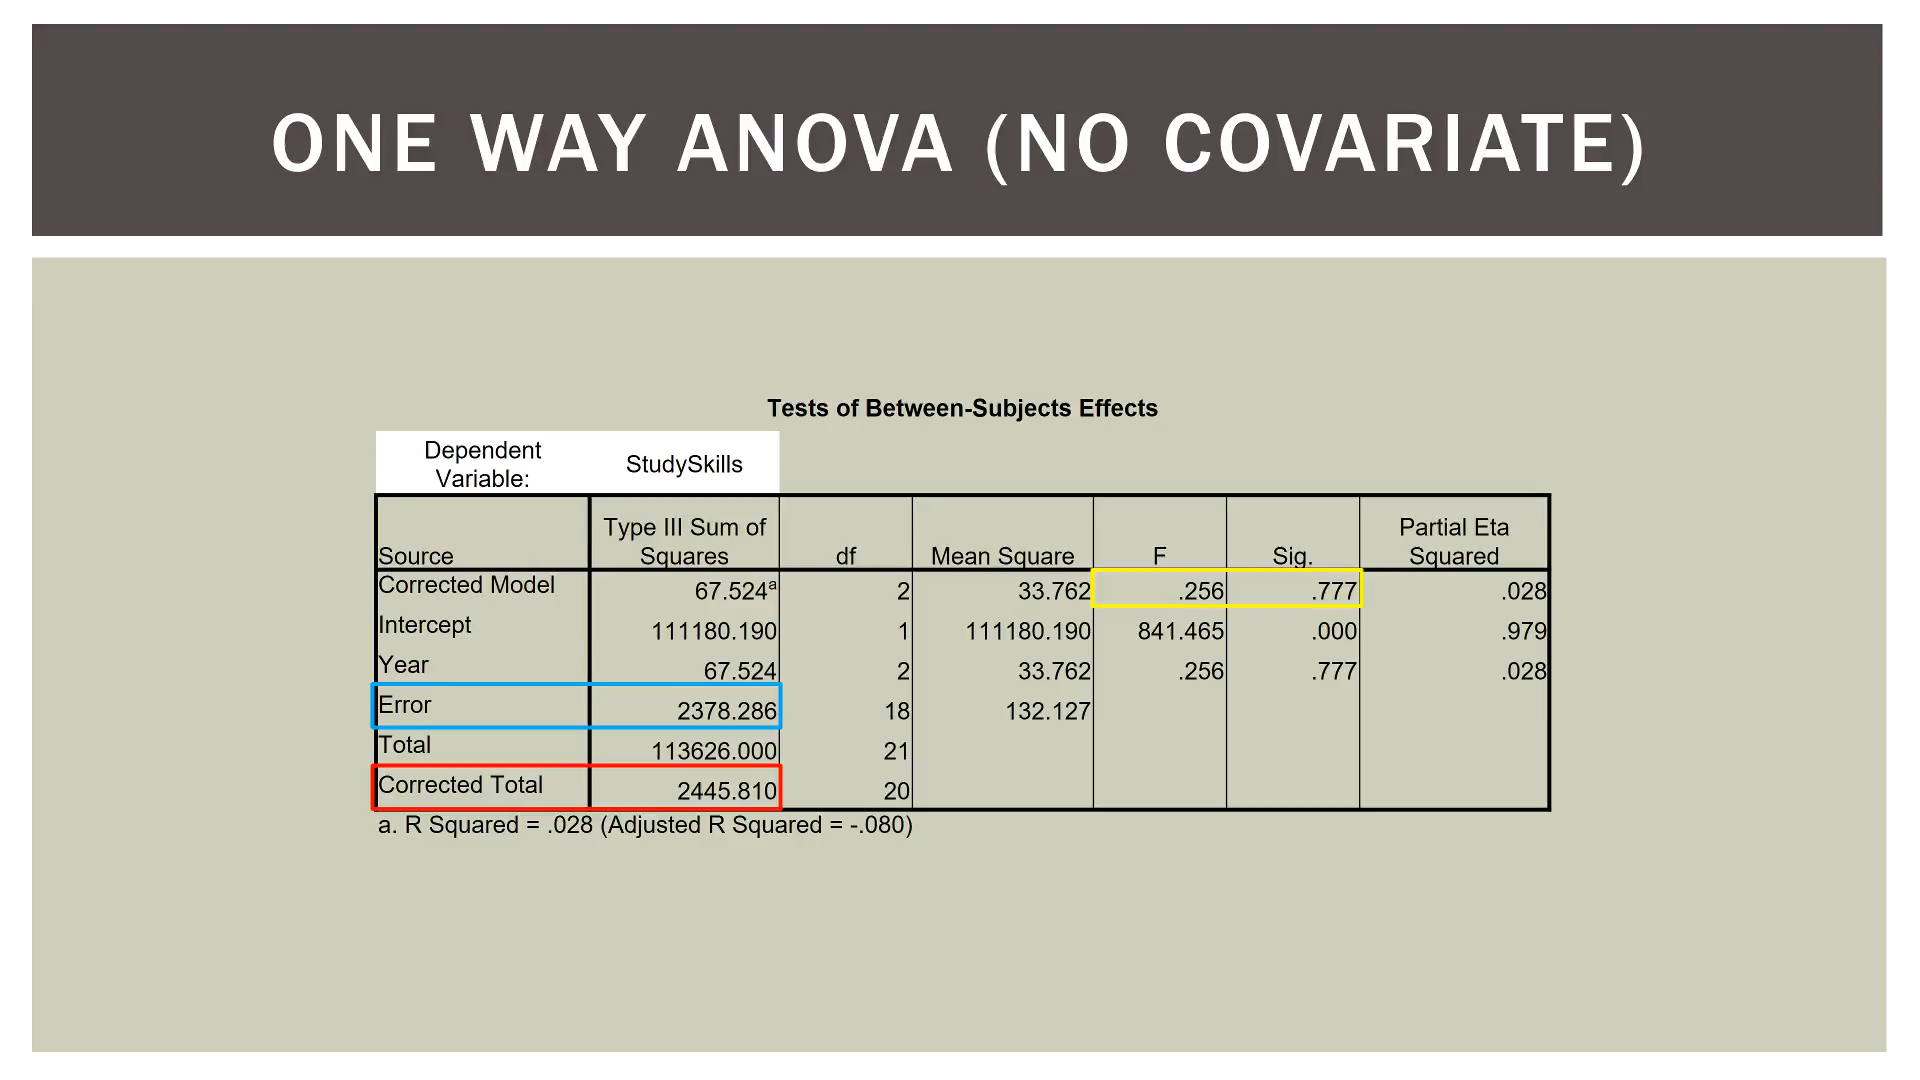 ONE WAY ANOVA (NO COVARIATE)
Tests of Between-Subjects Effects
Dependent Variable: StudySkills
Source Type III Sum of Squares df Mean Square F Sig. Partial Eta Squared
Corrected Model 67.524a 2 33.762 .256 .777 .028
Intercept 111180.190 1 111180.190 841.465 .000 .979
Year 67.524 2 33.762 .256 .777 .028
Error 2378.286 18 132.127
Total 113626.000 21
Corrected Total 2445.810 20
a. R Squared = .028 (Adjusted R Squared = -.080)